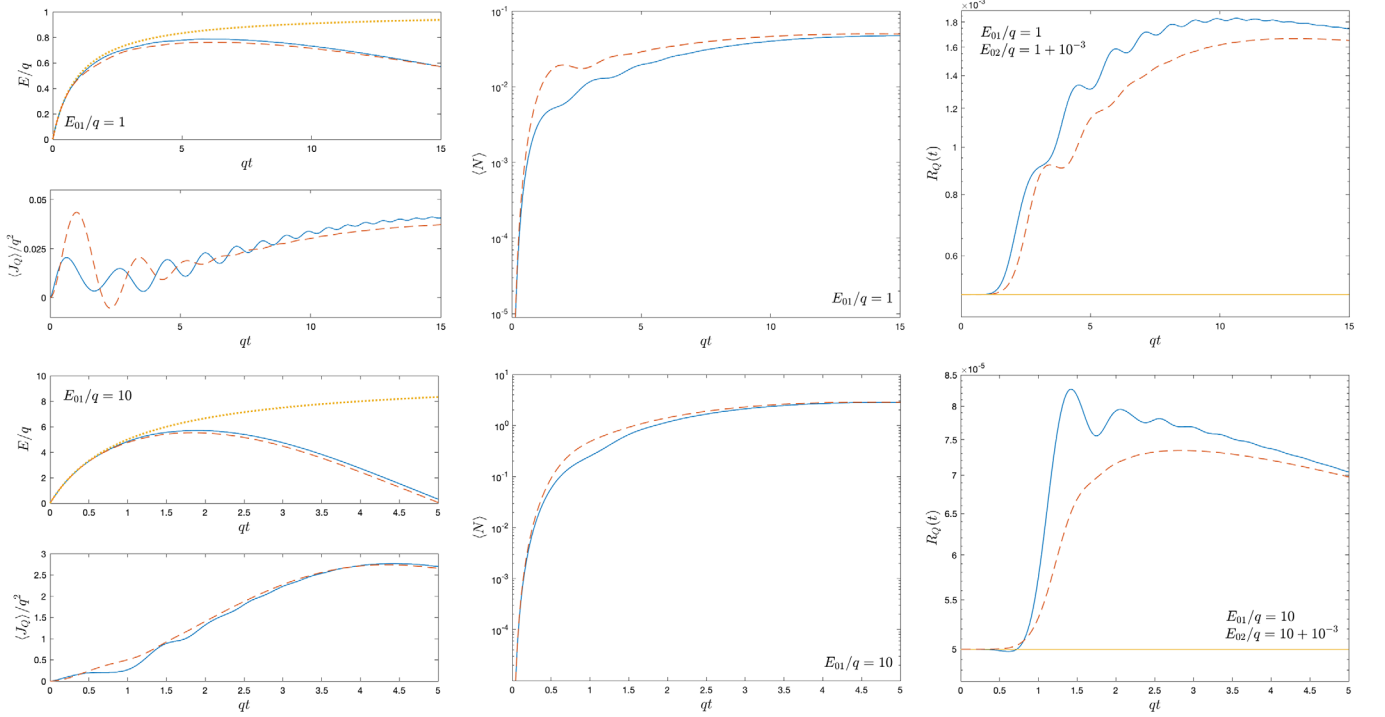 1
0.8
0.6
0.4
0.2
0
E/q
E₀₁/q = 1
0
5
10
15
qt
0.05
0.025
0
⟨J_Q⟩/q²
0
5
10
15
qt
10⁻¹
10⁻²
10⁻³
10⁻⁴
10⁻⁵
⟨N⟩
E₀₁/q = 1
0
5
10
15
qt
×10⁻³
1.8
1.6
1.4
1.2
1
0.8
0.6
R_Q(t)
E₀₁/q = 1
E₀₂/q = 1 + 10⁻³
0
5
10
15
qt
10
8
6
4
2
0
E/q
E₀₁/q = 10
0 0.5 1 1.5 2 2.5 3 3.5 4 4.5 5
qt
3
2.5
2
1.5
1
0.5
0
⟨J_Q⟩/q²
0 0.5 1 1.5 2 2.5 3 3.5 4 4.5 5
qt
10¹
10⁰
10⁻¹
10⁻²
10⁻³
10⁻⁴
⟨N⟩
E₀₁/q = 10
0 0.5 1 1.5 2 2.5 3 3.5 4 4.5 5
qt
×10⁻⁵
8.5
8
7.5
7
6.5
6
5.5
5
R_Q(t)
E₀₁/q = 10
E₀₂/q = 10 + 10⁻³
0 0.5 1 1.5 2 2.5 3 3.5 4 4.5 5
qt